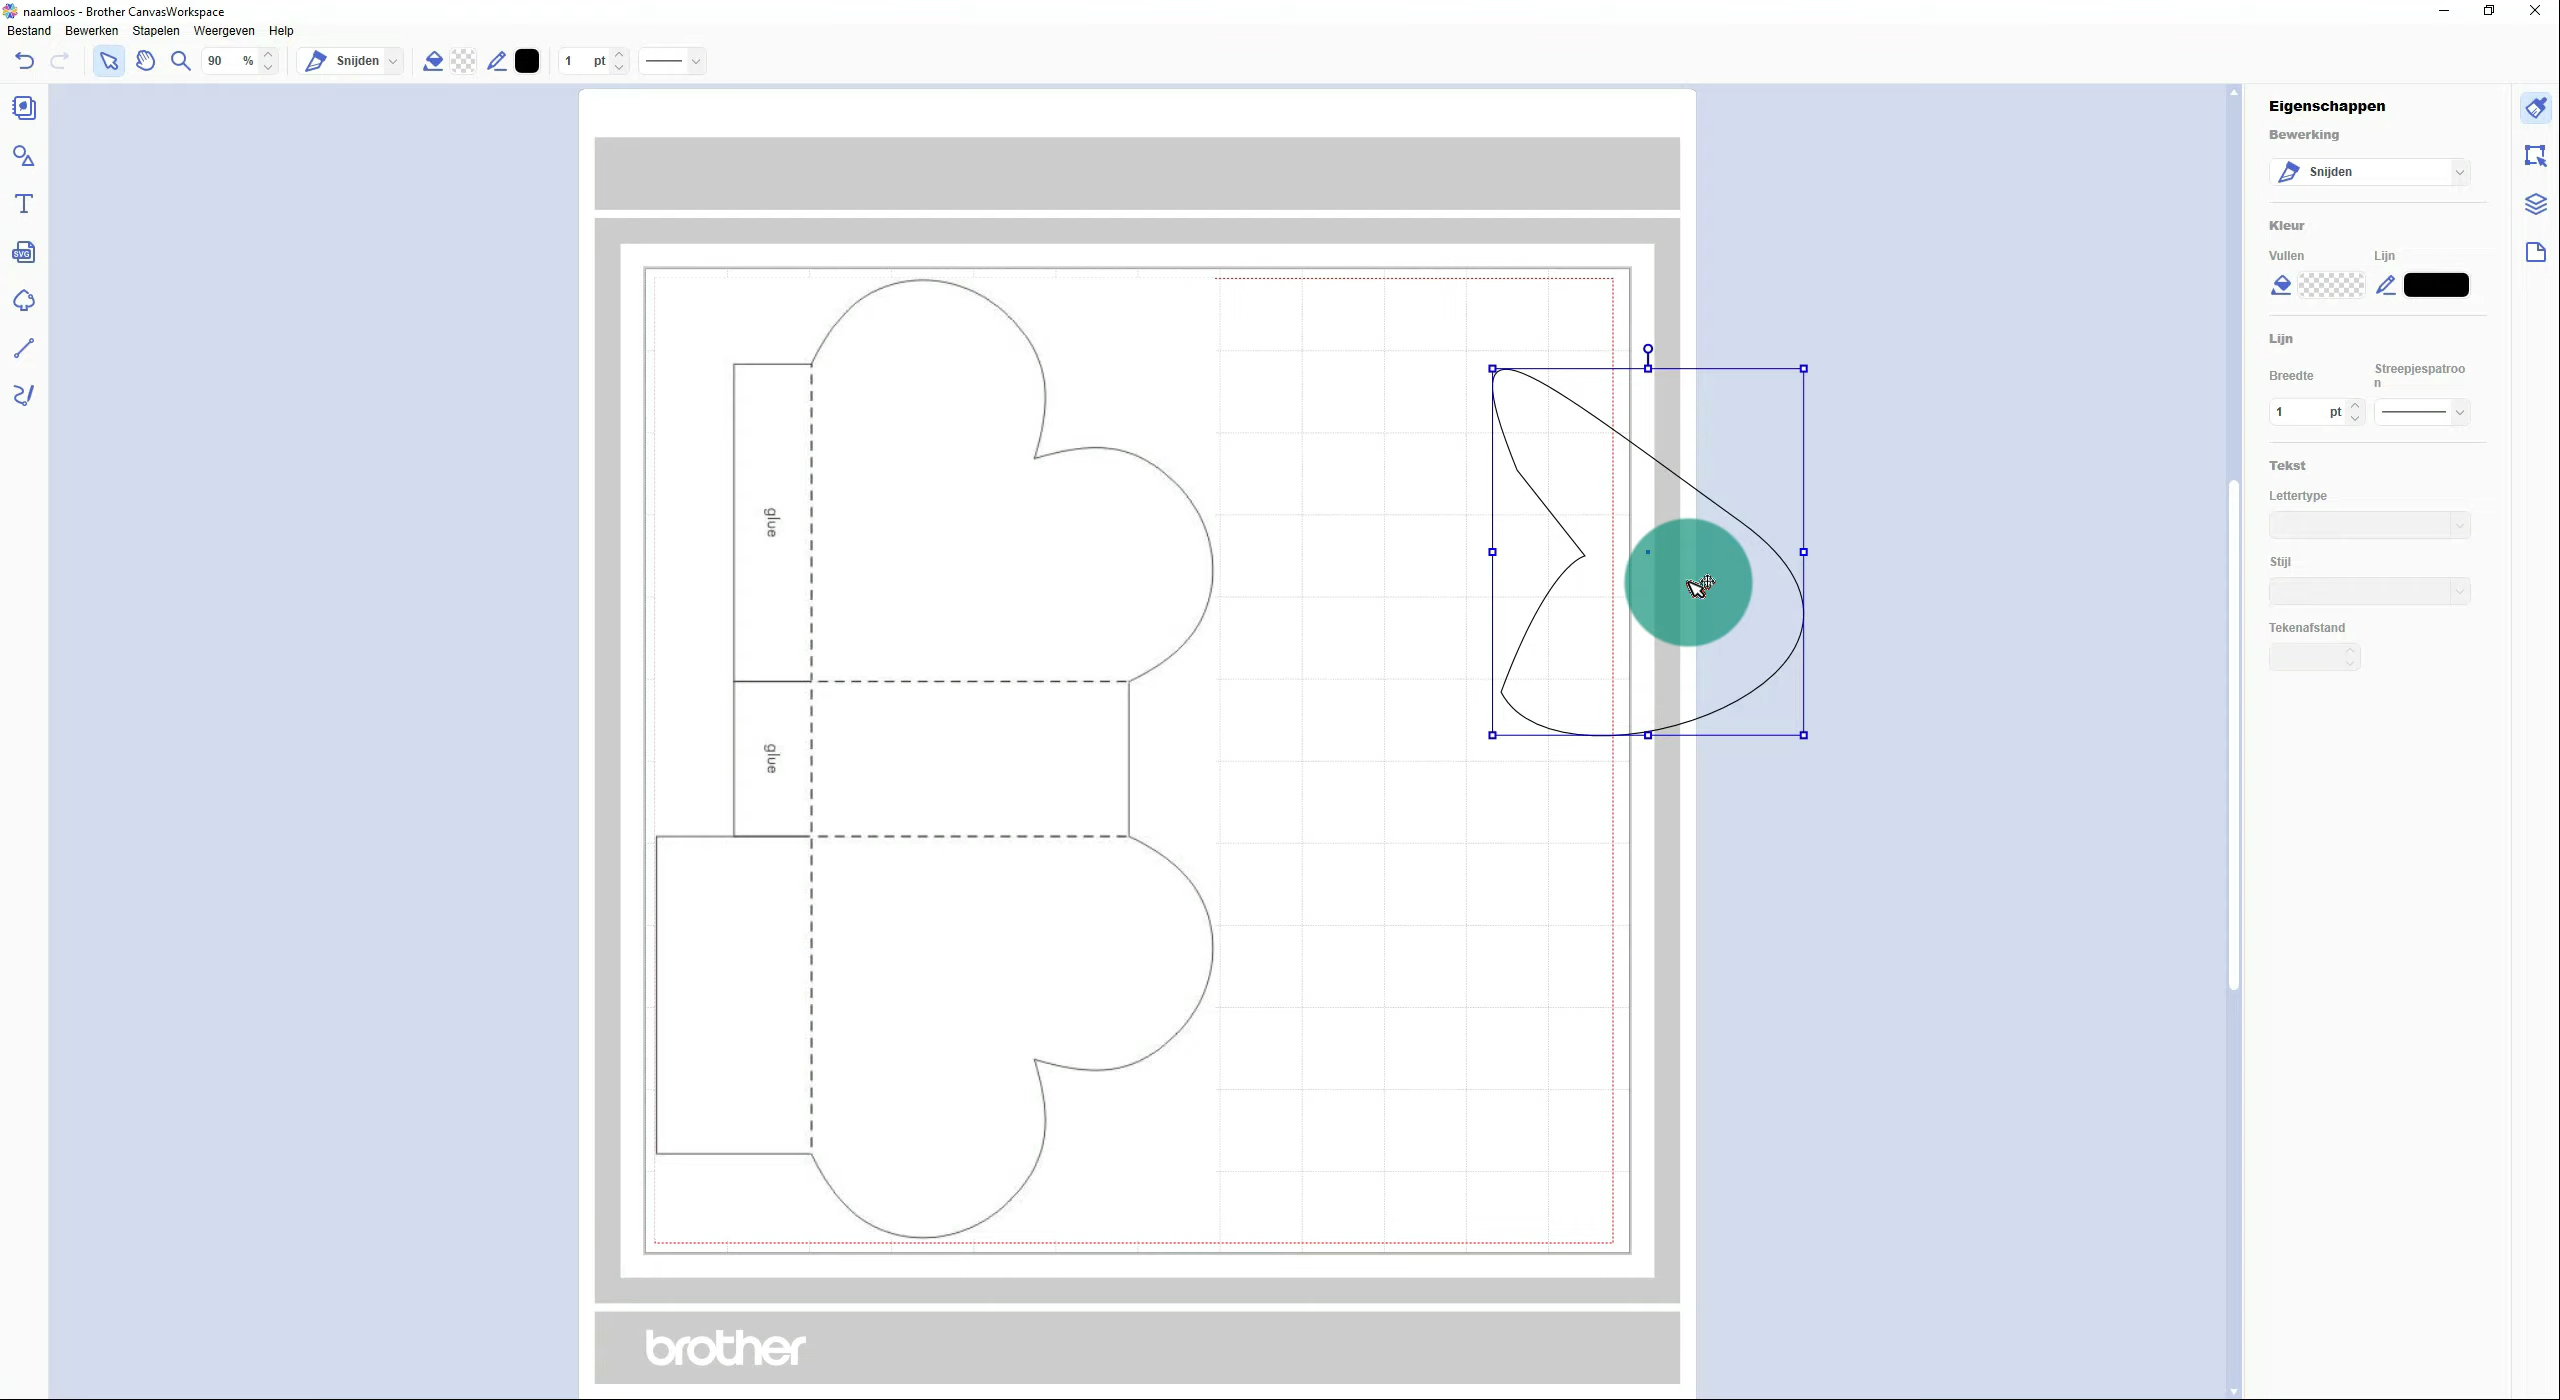 naamloos - Brother CanvasWorkspace
Bestand Bewerken Stapelen Weergeven Help
90 % Snijden 1 pt
SVG
Eigenschappen
Bewerking
Snijden
Kleur
Vullen Lijn
Lijn
Breedte Streepjespatroo
n
1 pt
Tekst
Lettertype
Stijl
Tekenafstand
glue
glue
brother